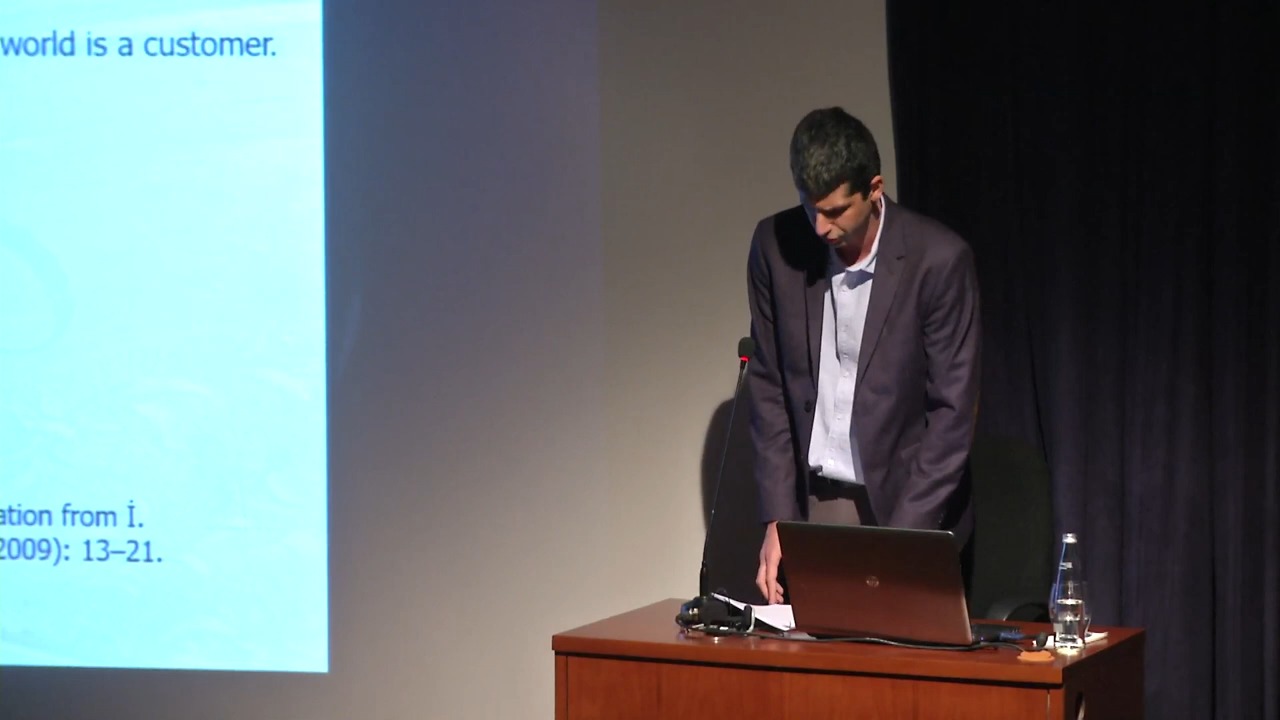 world is a customer.
ation from İ.
2009): 13–21.